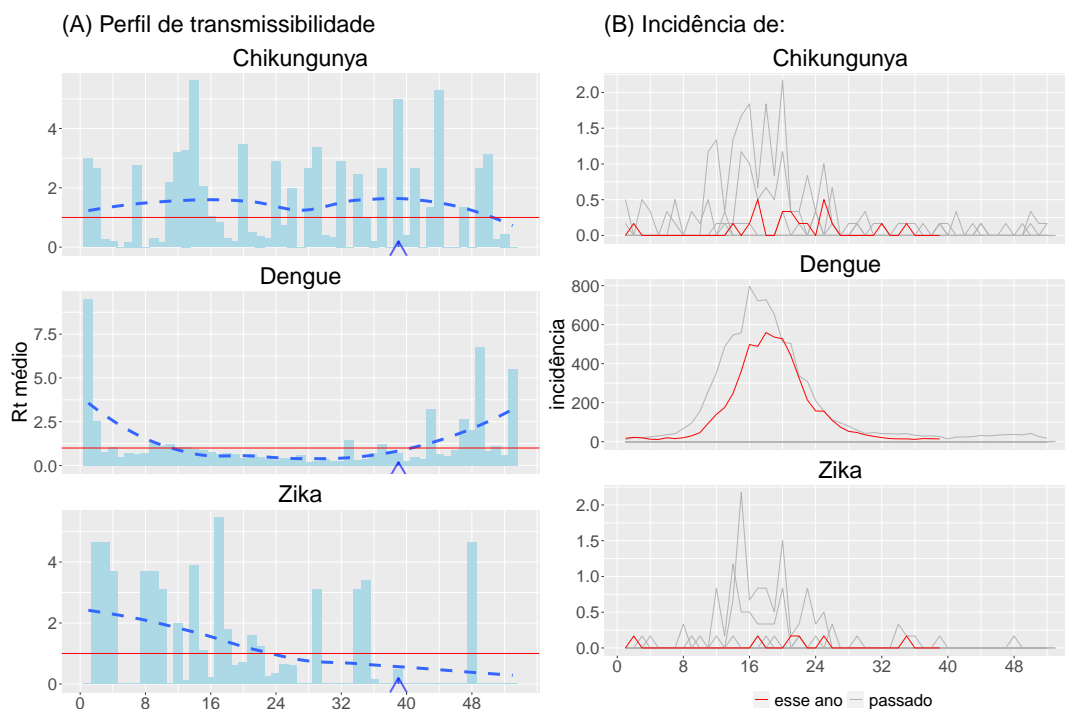 (A) Perfil de transmissibilidade
Chikungunya
4
2
0
Dengue
7.5
5.0
2.5
0.0
Zika
4
2
0
0 8 16 24 32 40 48
Rt médio
(B) Incidência de:
Chikungunya
2.0
1.5
1.0
0.5
0.0
Dengue
800
600
400
200
0
Zika
2.0
1.5
1.0
0.5
0.0
0 8 16 24 32 40 48
incidência
esse ano passado